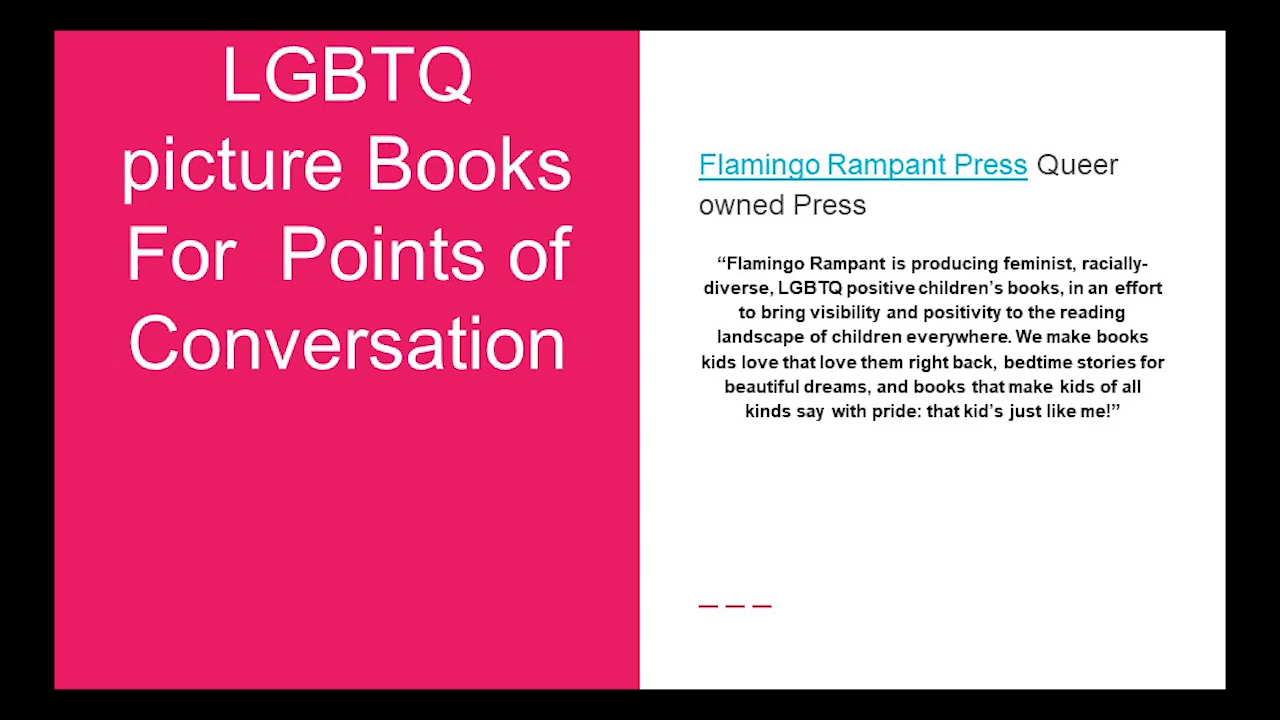 LGBTQ
picture Books
For Points of
Conversation
Flamingo Rampant Press Queer
owned Press
“Flamingo Rampant is producing feminist, racially-
diverse, LGBTQ positive children’s books, in an effort
to bring visibility and positivity to the reading
landscape of children everywhere. We make books
kids love that love them right back, bedtime stories for
beautiful dreams, and books that make kids of all
kinds say with pride: that kid’s just like me!”